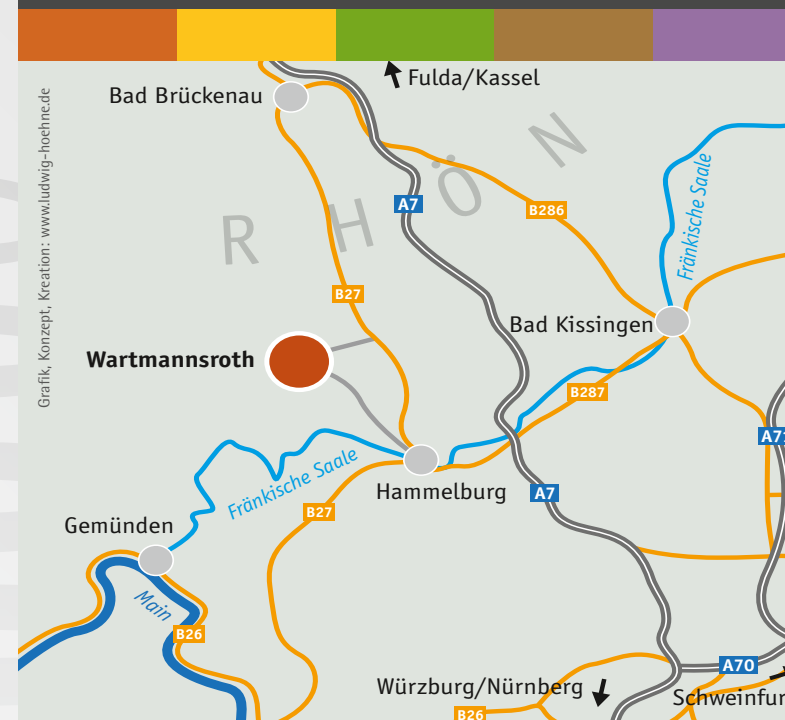 Fulda/Kassel
Bad Brückenau
Grafik, Konzept, Kreation: www.ludwig-hoehne.de
RHÖN
A7
B286
Fränkische Saale
B27
Bad Kissingen
Wartmannsroth
B287
Fränkische Saale
Hammelburg
A7
B27
Gemünden
Main
B26
A70
Würzburg/Nürnberg
B26